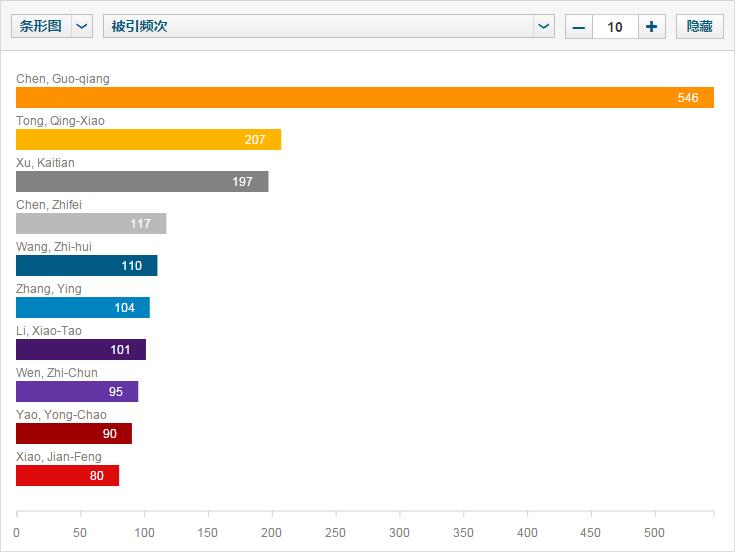 条形图 被引频次 10 隐藏
Chen, Guo-qiang
546
Tong, Qing-Xiao
207
Xu, Kaitian
197
Chen, Zhifei
117
Wang, Zhi-hui
110
Zhang, Ying
104
Li, Xiao-Tao
101
Wen, Zhi-Chun
95
Yao, Yong-Chao
90
Xiao, Jian-Feng
80
0 50 100 150 200 250 300 350 400 450 500